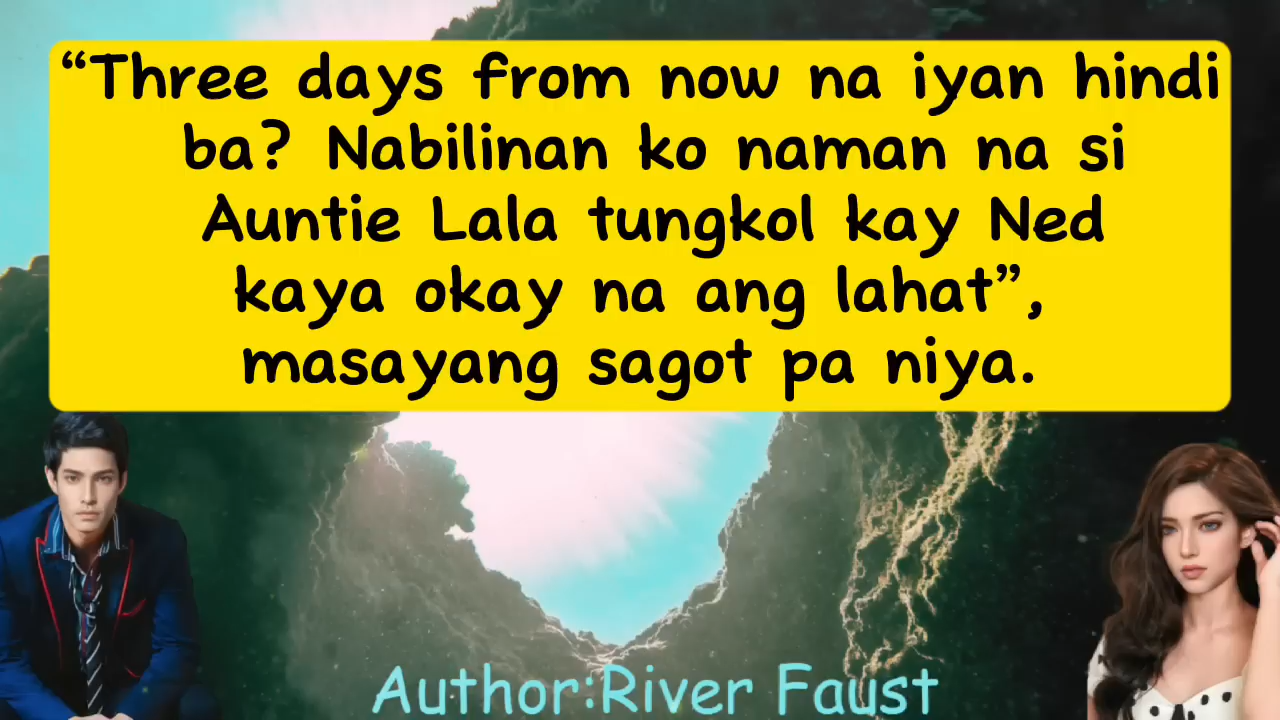 “Three days from now na iyan hindi
ba? Nabilinan ko naman na si
Auntie Lala tungkol kay Ned
kaya okay na ang lahat”,
masayang sagot pa niya.
Author:River Faust